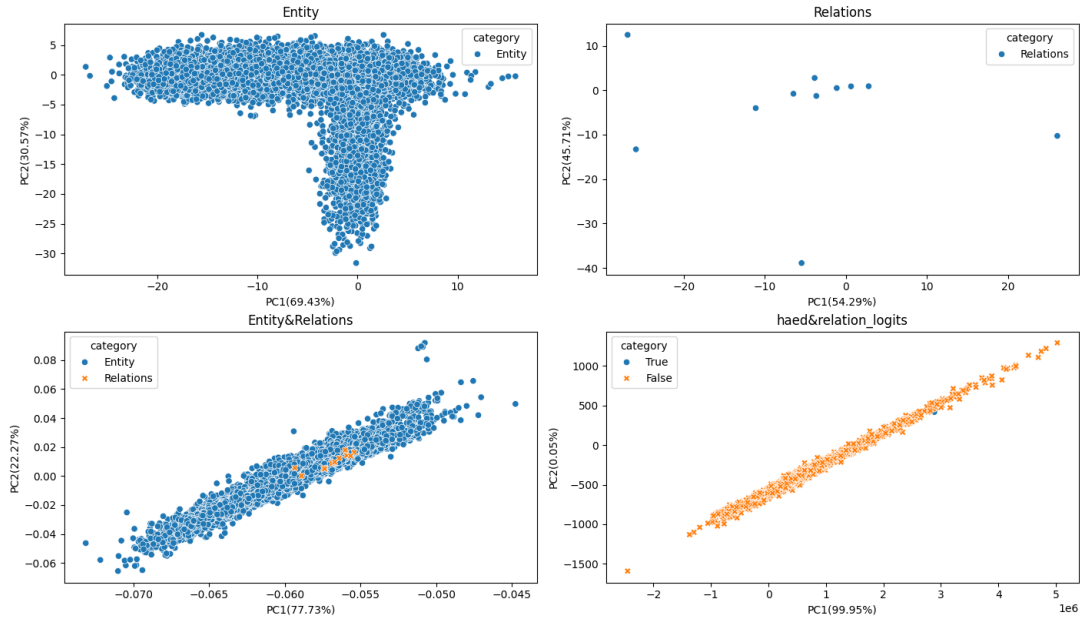 Entity
category
Entity
PC2(30.57%)
5
0
−5
−10
−15
−20
−25
−30
−20
−10
0
10
PC1(69.43%)
Relations
category
Relations
PC2(45.71%)
10
0
−10
−20
−30
−40
−20
−10
0
10
20
PC1(54.29%)
Entity&Relations
category
Entity
Relations
PC2(22.27%)
0.08
0.06
0.04
0.02
0.00
−0.02
−0.04
−0.06
−0.070
−0.065
−0.060
−0.055
−0.050
−0.045
PC1(77.73%)
haed&relation_logits
category
True
False
PC2(0.05%)
1000
500
0
−500
−1000
−1500
−2
−1
0
1
2
3
4
5
1e6
PC1(99.95%)